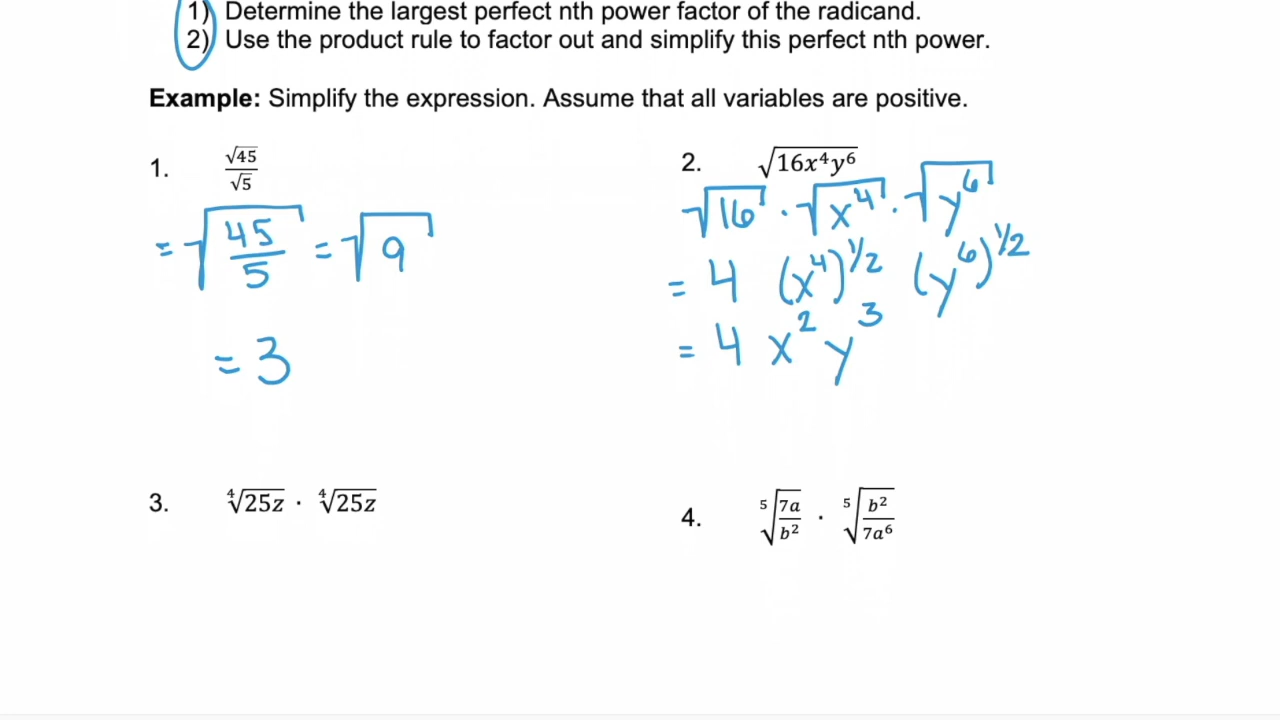 1) Determine the largest perfect nth power factor of the radicand.
2) Use the product rule to factor out and simplify this perfect nth power.
Example: Simplify the expression. Assume that all variables are positive.
1. √45/√5
= √(45/5) = √9
= 3
2. √(16x⁴y⁶)
√16 · √x⁴ · √y⁶
= 4 (x⁴)^1/2 (y⁶)^1/2
= 4 x² y³
3. ⁴√25z · ⁴√25z
4. ⁵√(7a/b²) · ⁵√(b²/7a⁶)